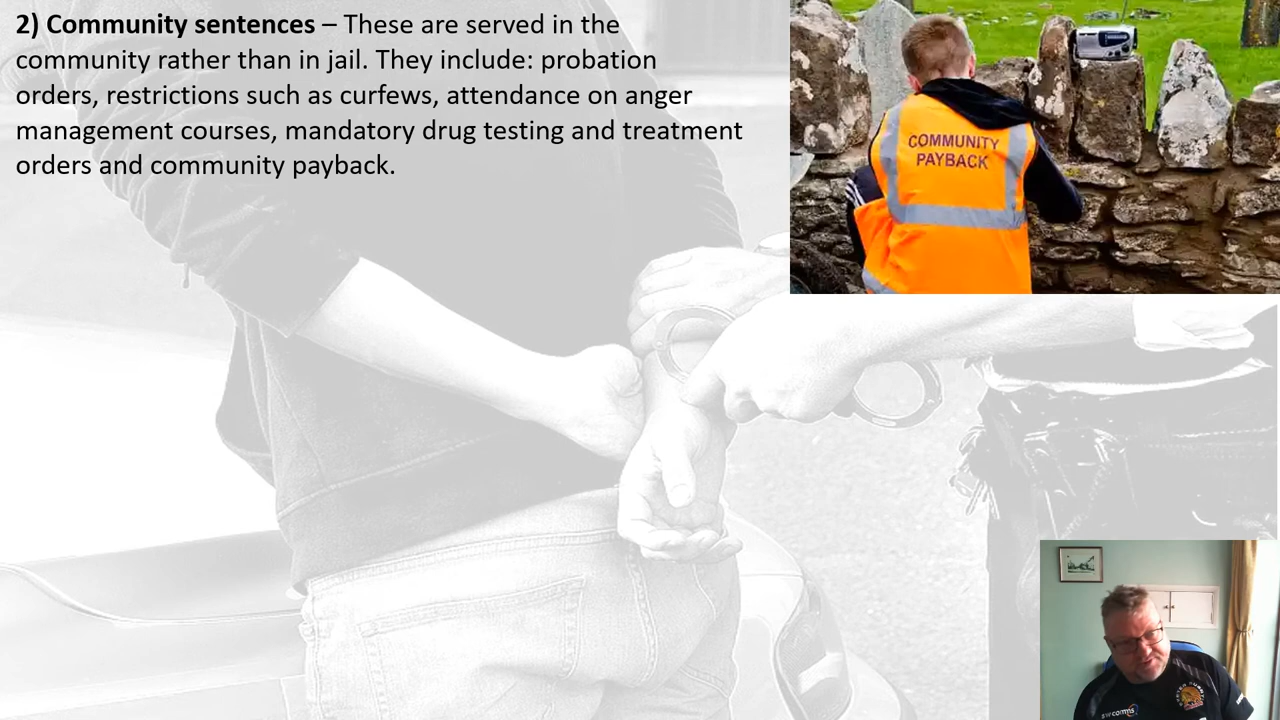 2) Community sentences – These are served in the
community rather than in jail. They include: probation
orders, restrictions such as curfews, attendance on anger
management courses, mandatory drug testing and treatment
orders and community payback.
COMMUNITY
PAYBACK
swcomms